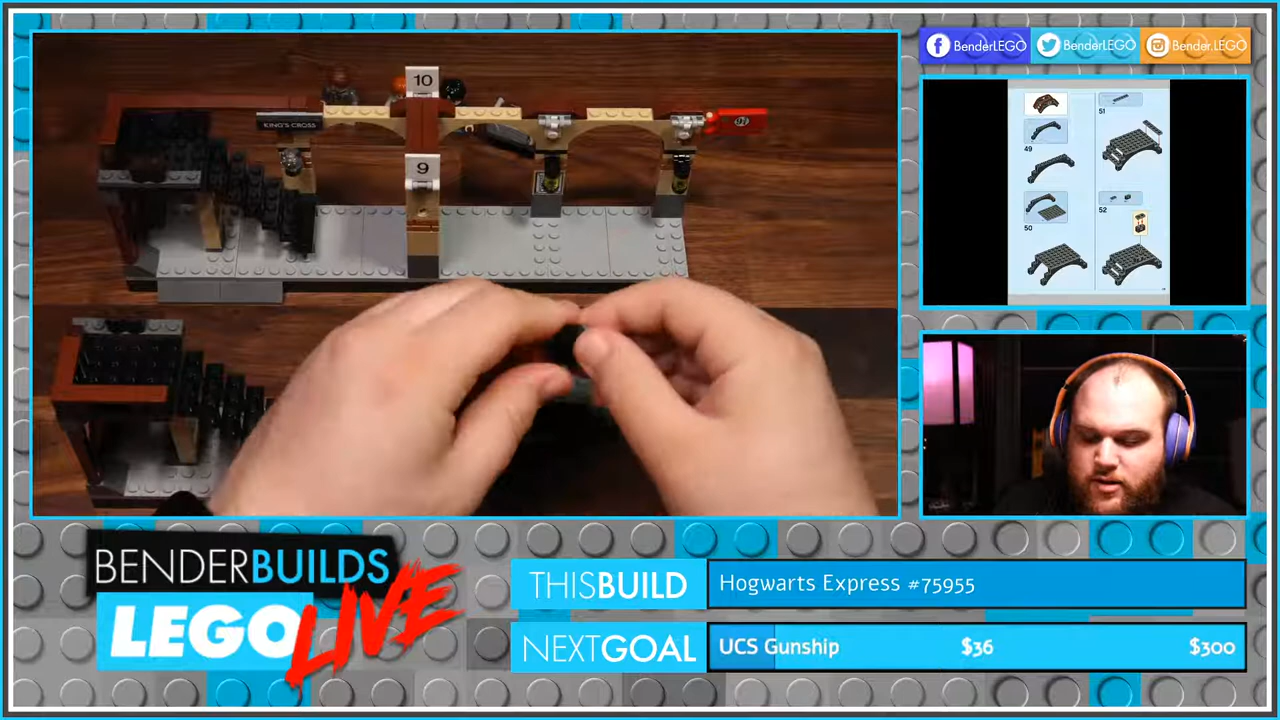 BenderLEGO
BenderLEGO
Bender.LEGO
10
KING'S CROSS
9
49
50
51
52
BENDERBUILDS
LEGO LIVE
THISBUILD
Hogwarts Express #75955
NEXTGOAL
UCS Gunship $36 $300